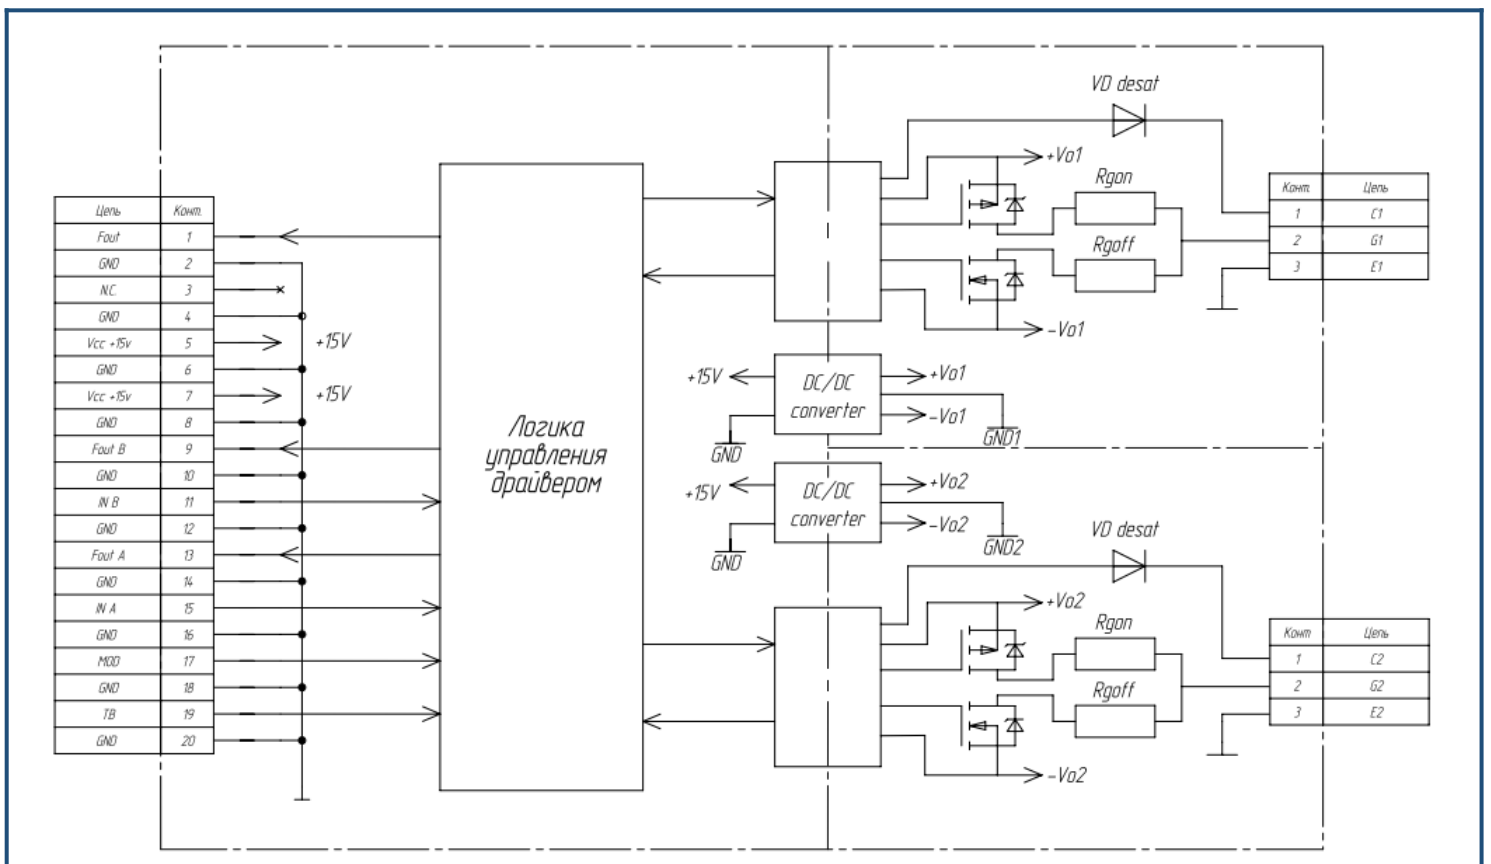 Цепь Конт.
Fout 1
GND 2
N.C. 3
GND 4
Vcc +15v 5
GND 6
Vcc +15v 7
GND 8
Fout B 9
GND 10
IN B 11
GND 12
Fout A 13
GND 14
IN A 15
GND 16
MOD 17
GND 18
TB 19
GND 20
+15V
+15V
Логика
управления
драйвером
VD desat
+Vo1
Rgon
Rgoff
-Vo1
Конт. Цепь
1 C1
2 G1
3 E1
+15V
DC/DC
converter
+Vo1
-Vo1
GND
GND1
+15V
DC/DC
converter
+Vo2
-Vo2
GND
GND2
VD desat
+Vo2
Rgon
Rgoff
-Vo2
Конт Цепь
1 C2
2 G2
3 E2